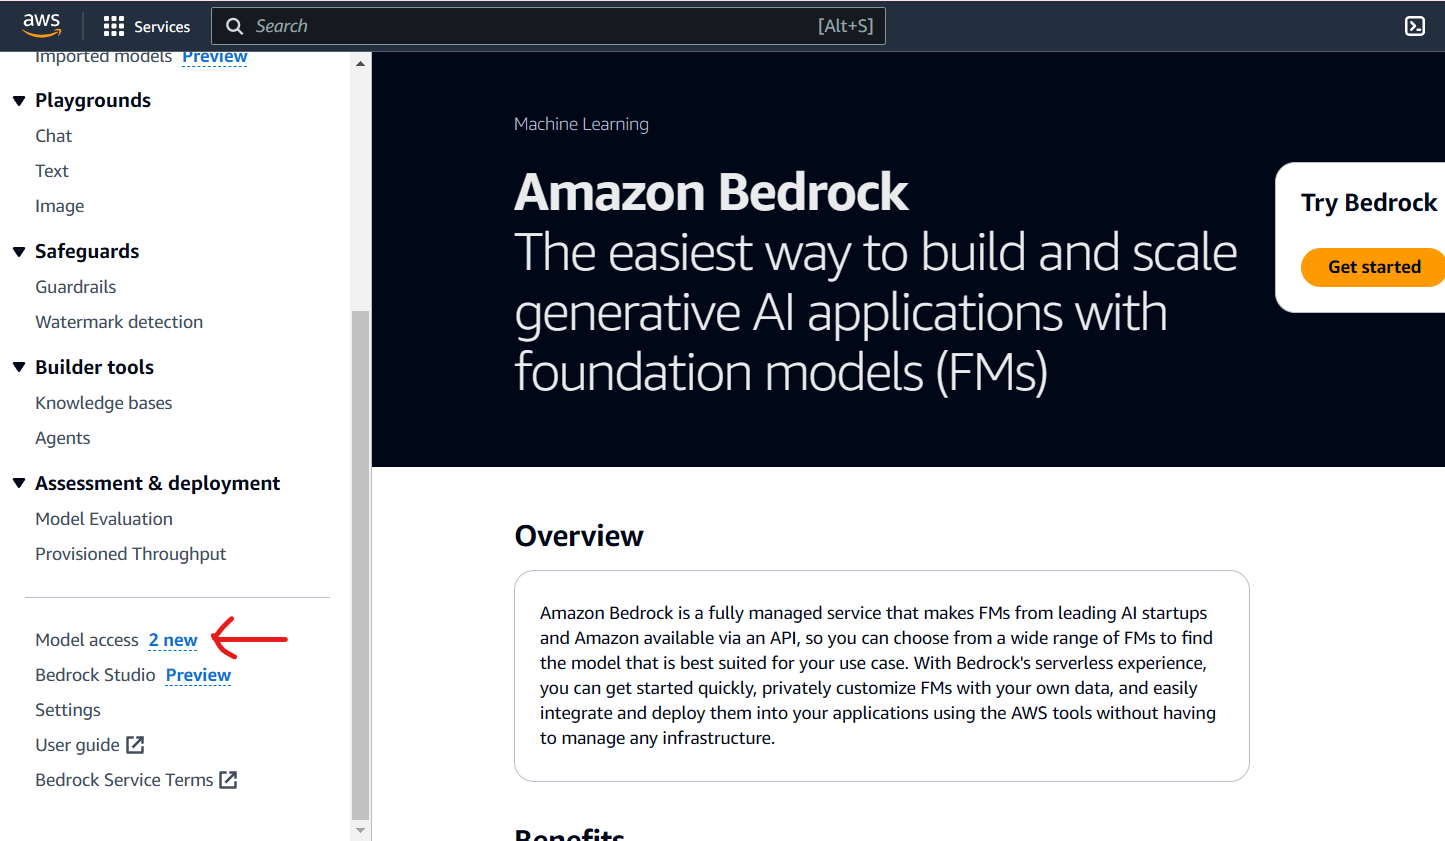 aws
Services
Search
[Alt+S]
Imported models Preview
Playgrounds
Chat
Text
Image
Safeguards
Guardrails
Watermark detection
Builder tools
Knowledge bases
Agents
Assessment & deployment
Model Evaluation
Provisioned Throughput
Model access 2 new
Bedrock Studio Preview
Settings
User guide
Bedrock Service Terms
Machine Learning
Amazon Bedrock
The easiest way to build and scale
generative AI applications with
foundation models (FMs)
Try Bedrock
Get started
Overview
Amazon Bedrock is a fully managed service that makes FMs from leading AI startups
and Amazon available via an API, so you can choose from a wide range of FMs to find
the model that is best suited for your use case. With Bedrock's serverless experience,
you can get started quickly, privately customize FMs with your own data, and easily
integrate and deploy them into your applications using the AWS tools without having
to manage any infrastructure.
Benefits